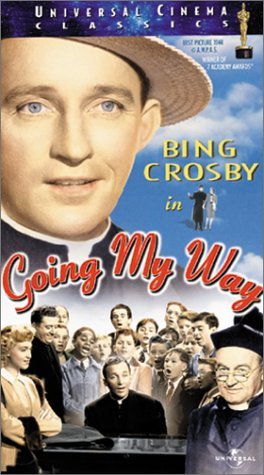 UNIVERSAL CINEMA
CLASSICS
BEST PICTURE 1944
© A.M.P.A.S.
WINNER OF
7 ACADEMY AWARDS
BING
CROSBY
in
Going My Way
UNIVERSAL